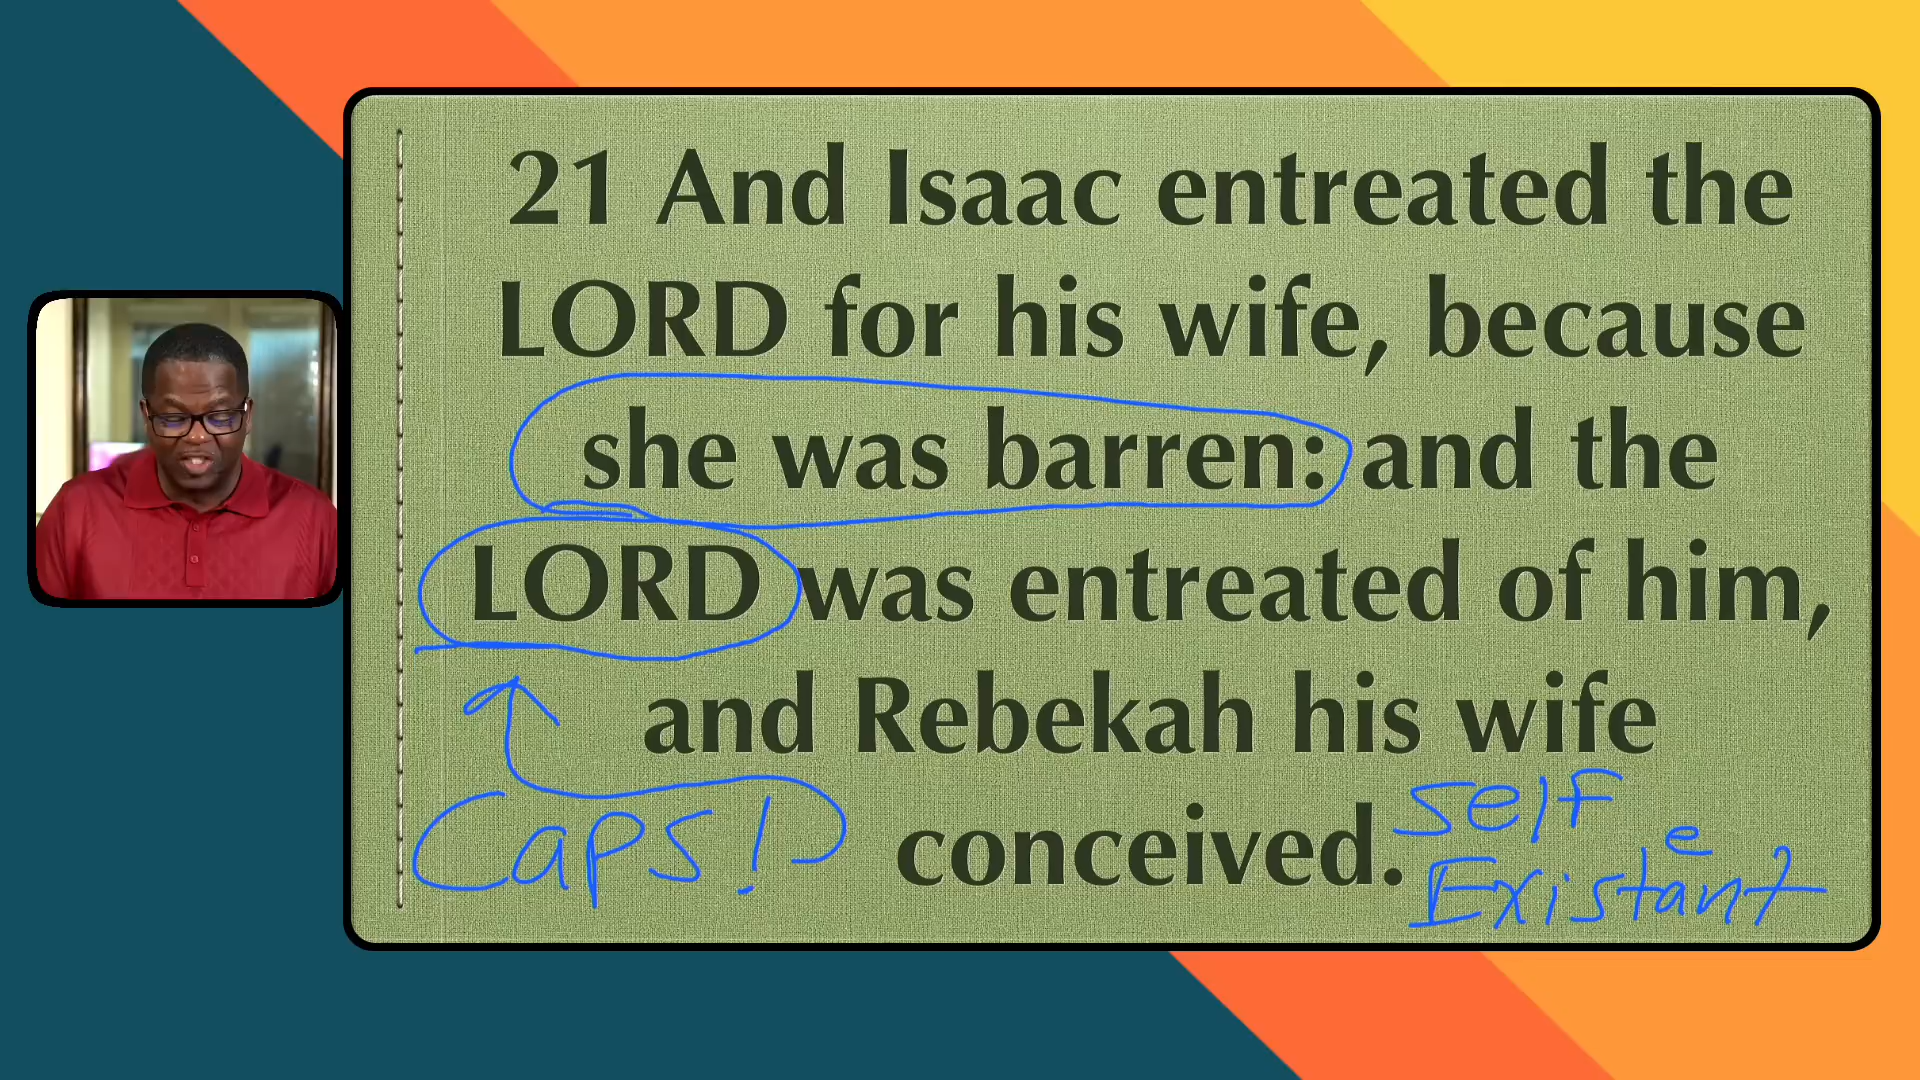 21 And Isaac entreated the
LORD for his wife, because
she was barren: and the
LORD was entreated of him,
and Rebekah his wife
conceived.
Caps!
self
e
Existant